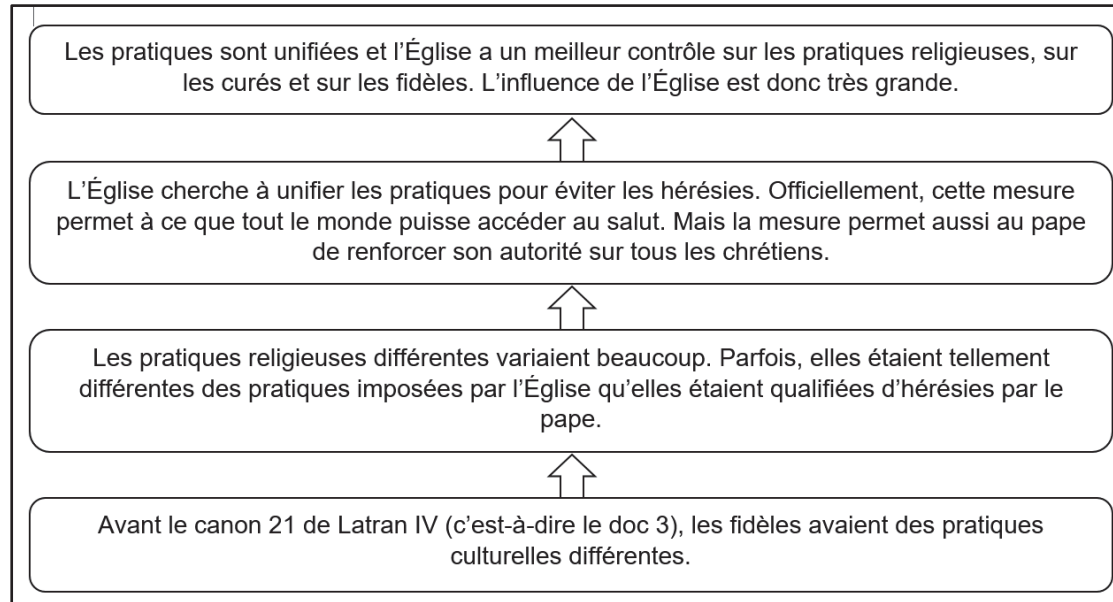 Les pratiques sont unifiées et l’Église a un meilleur contrôle sur les pratiques religieuses, sur
les curés et sur les fidèles. L’influence de l’Église est donc très grande.
L’Église cherche à unifier les pratiques pour éviter les hérésies. Officiellement, cette mesure
permet à ce que tout le monde puisse accéder au salut. Mais la mesure permet aussi au pape
de renforcer son autorité sur tous les chrétiens.
Les pratiques religieuses différentes variaient beaucoup. Parfois, elles étaient tellement
différentes des pratiques imposées par l’Église qu’elles étaient qualifiées d’hérésies par le
pape.
Avant le canon 21 de Latran IV (c’est-à-dire le doc 3), les fidèles avaient des pratiques
culturelles différentes.